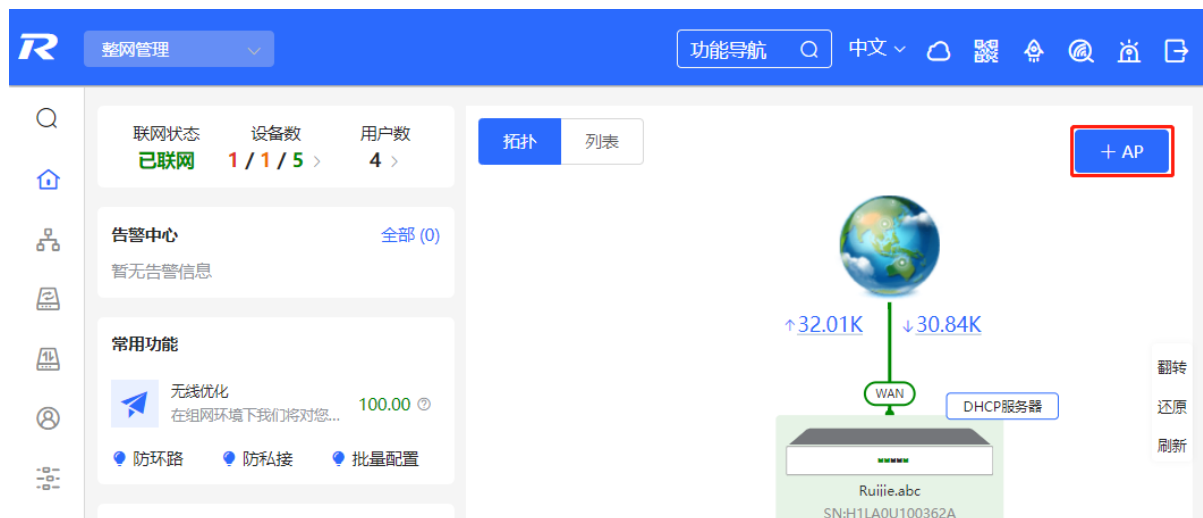 整网管理
功能导航
中文
联网状态 设备数 用户数
已联网 1 / 1 / 5 > 4 >
拓扑 列表
+ AP
告警中心 全部 (0)
暂无告警信息
↑32.01K ↓30.84K
常用功能
无线优化
在组网环境下我们将对您...
100.00
防环路 防私接 批量配置
WAN
DHCP服务器
Ruijie.abc
SN:H1LA0U100362A
翻转
还原
刷新